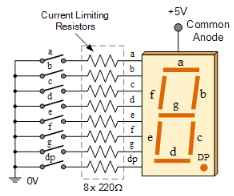 Current Limiting
Resistors
+5V
Common
Anode
a
b
c
d
e
f
g
dp
a
b
c
d
e
f
g
dp
a
f
b
g
e
c
d
DP
0V
8 x 220Ω